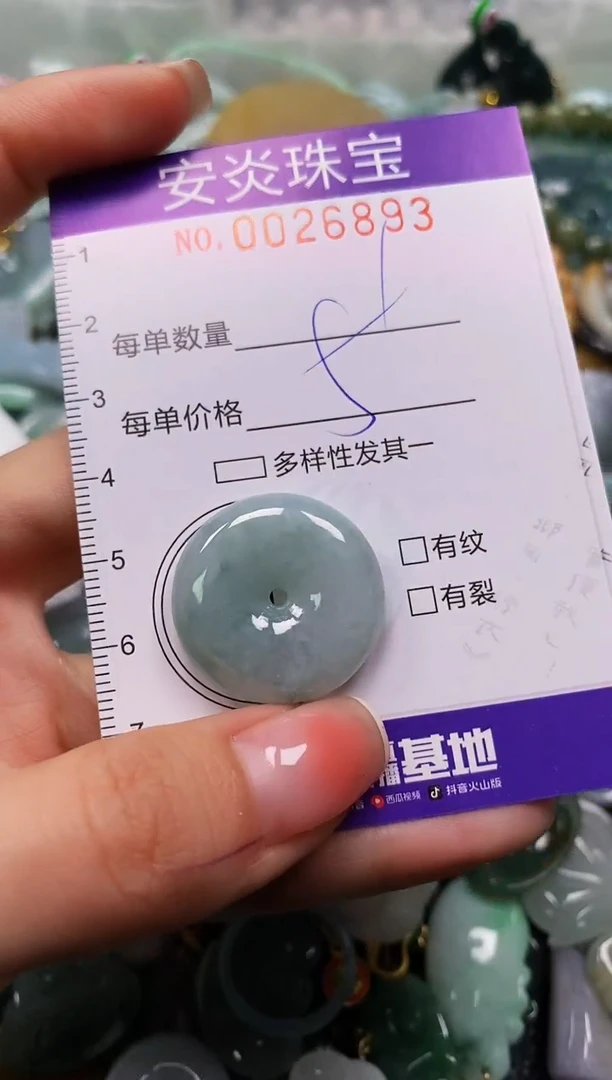 安炎珠宝
NO. 0026893
1
2
每单数量
3
每单价格
4
多样性发其一
5
有纹
有裂
6
7
播基地
西瓜视频 抖音火山版